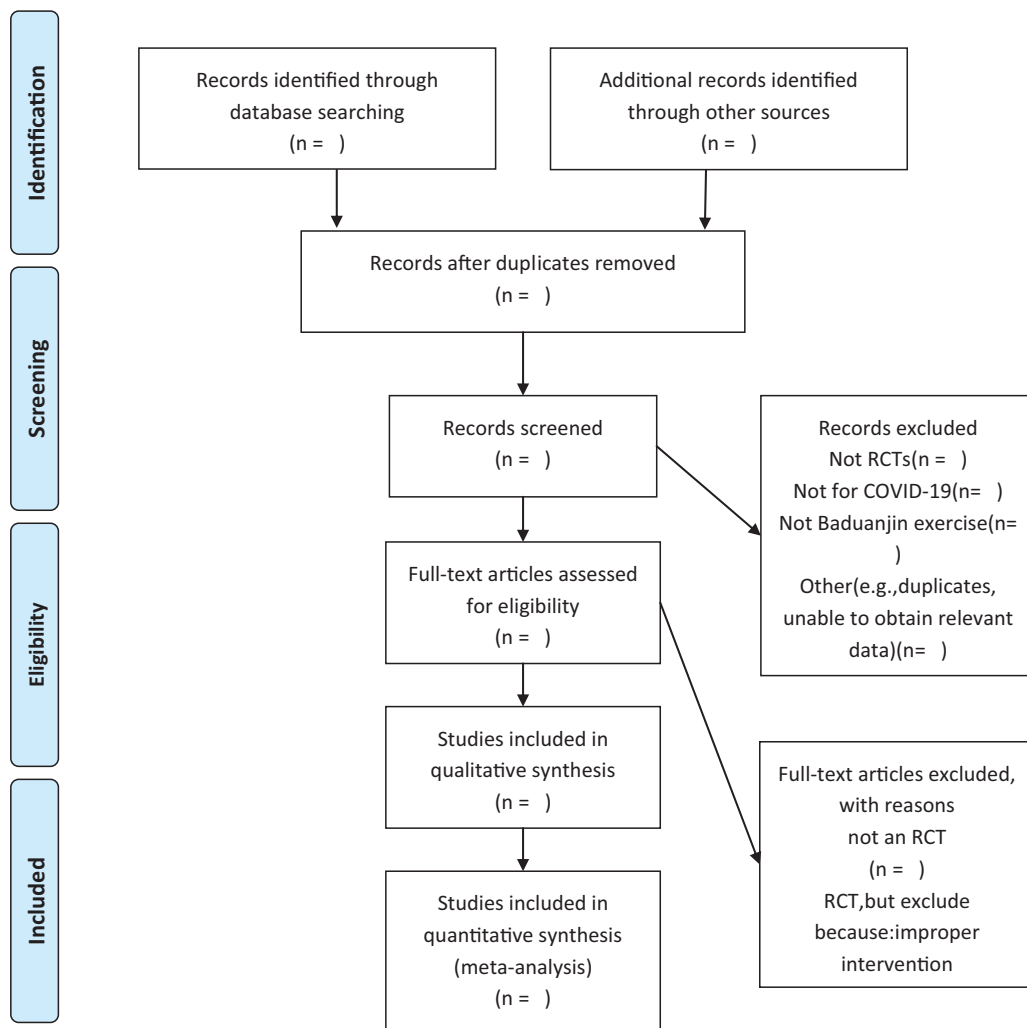 Identification
Records identified through
database searching
(n =   )
Additional records identified
through other sources
(n =   )
Records after duplicates removed
(n =   )
Screening
Records screened
(n =   )
Records excluded
Not RCTs(n =   )
Not for COVID-19(n=   )
Not Baduanjin exercise(n=
)
Other(e.g.,duplicates,
unable to obtain relevant
data)(n=   )
Eligibility
Full-text articles assessed
for eligibility
(n =   )
Studies included in
qualitative synthesis
(n =   )
Full-text articles excluded,
with reasons
not an RCT
(n =   )
RCT,but exclude
because:improper
intervention
Included
Studies included in
quantitative synthesis
(meta-analysis)
(n =   )